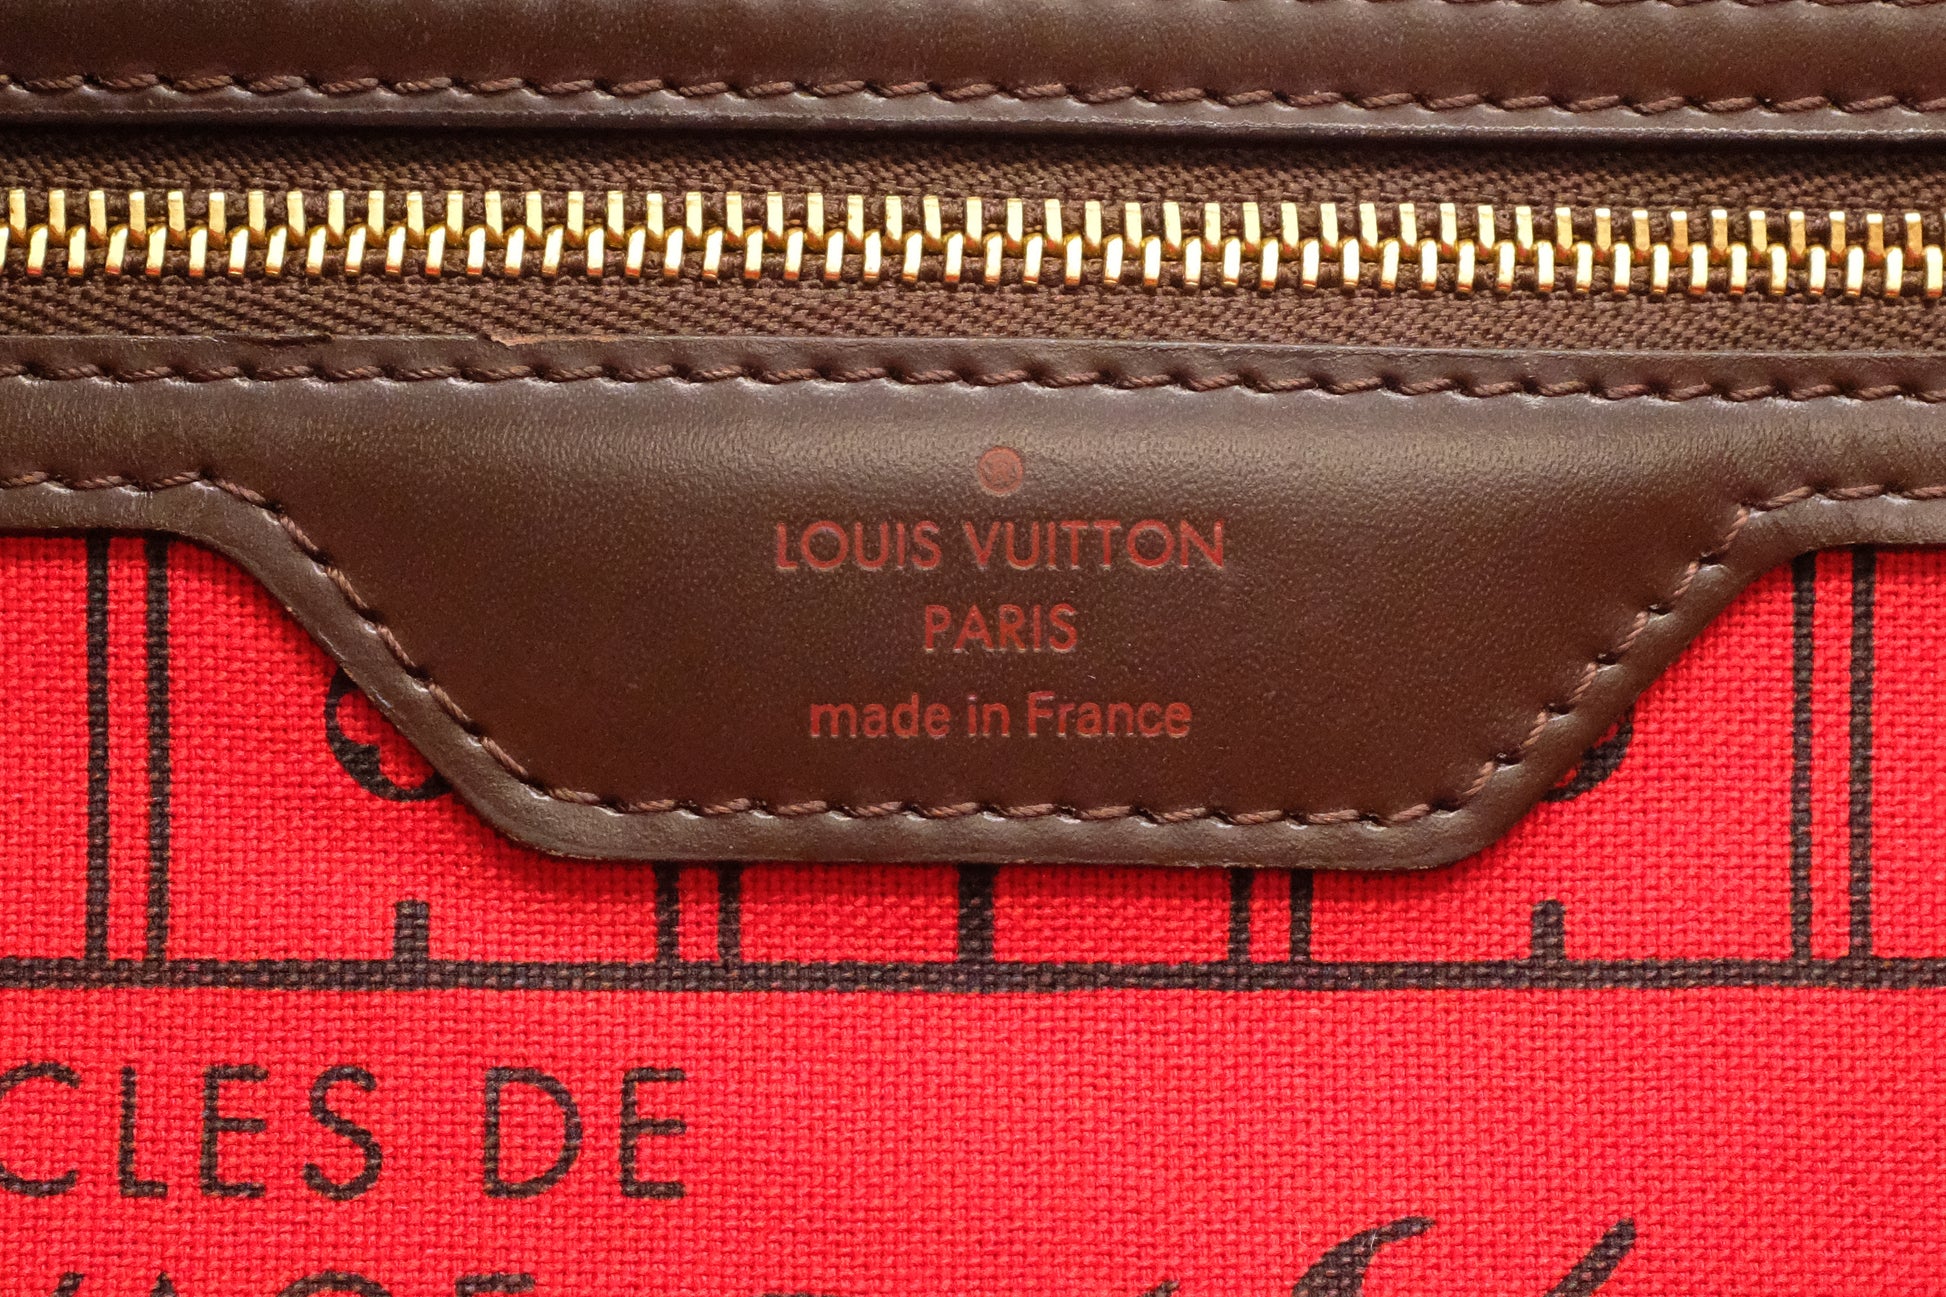 LOUIS VUITTON
PARIS
made in France
CLES DE